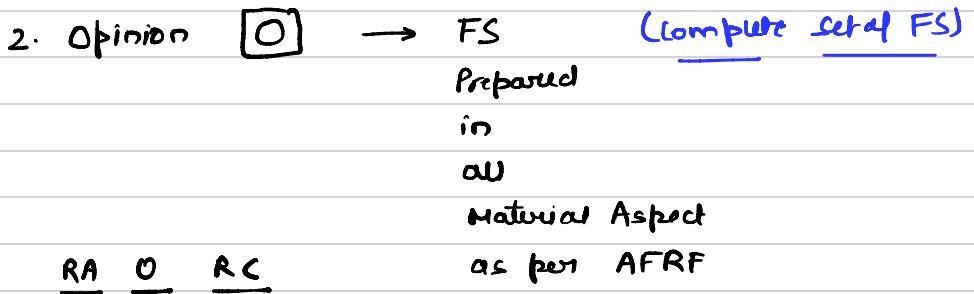 2. Opinion O → FS (Complete set of FS)
Prepared
in
all
Material Aspect
as per AFRF
RA O RC